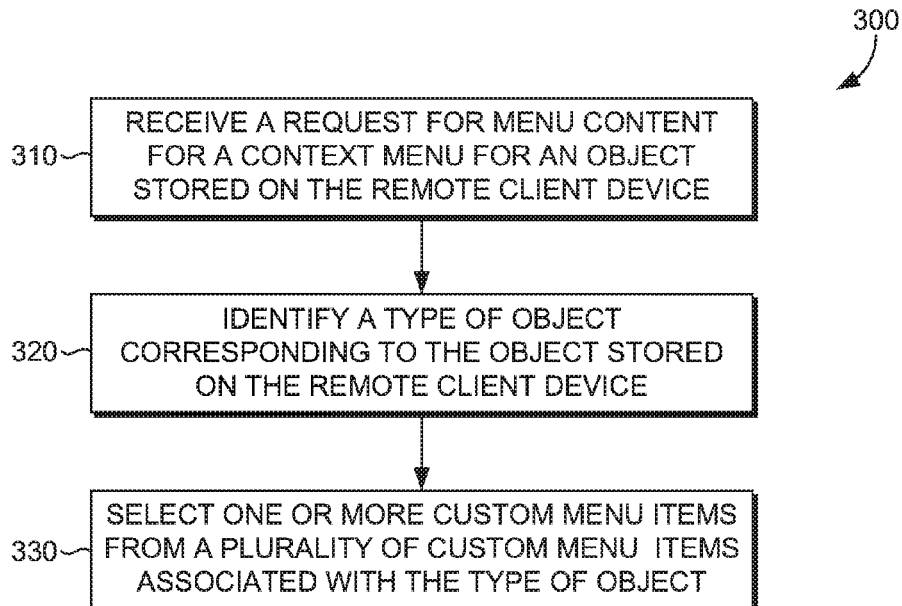 300
310
RECEIVE A REQUEST FOR MENU CONTENT
FOR A CONTEXT MENU FOR AN OBJECT
STORED ON THE REMOTE CLIENT DEVICE
320
IDENTIFY A TYPE OF OBJECT
CORRESPONDING TO THE OBJECT STORED
ON THE REMOTE CLIENT DEVICE
330
SELECT ONE OR MORE CUSTOM MENU ITEMS
FROM A PLURALITY OF CUSTOM MENU ITEMS
ASSOCIATED WITH THE TYPE OF OBJECT